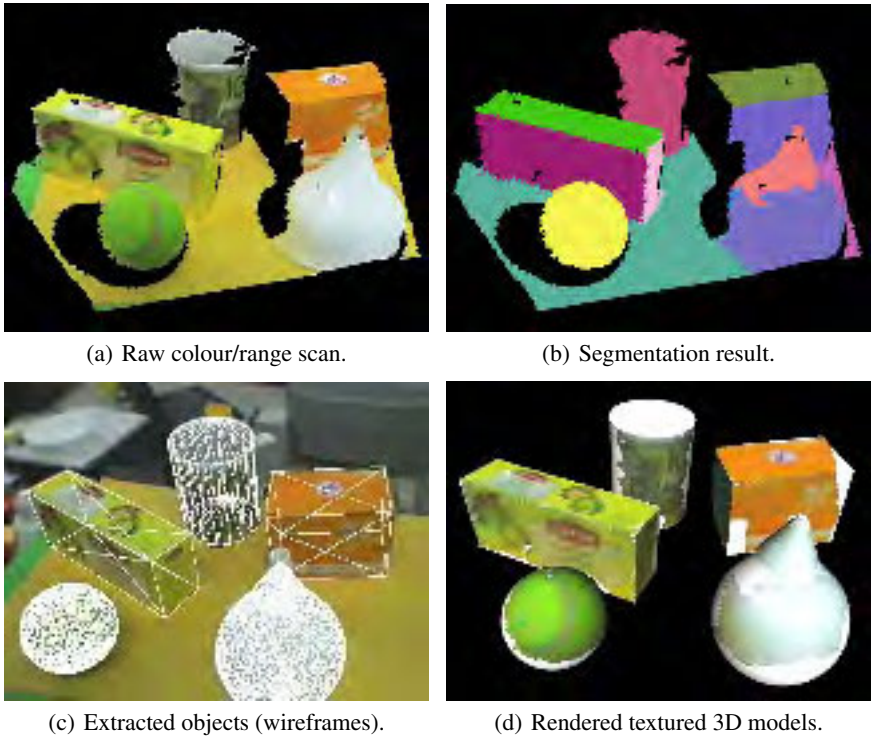 (a) Raw colour/range scan.
(b) Segmentation result.
(c) Extracted objects (wireframes).
(d) Rendered textured 3D models.